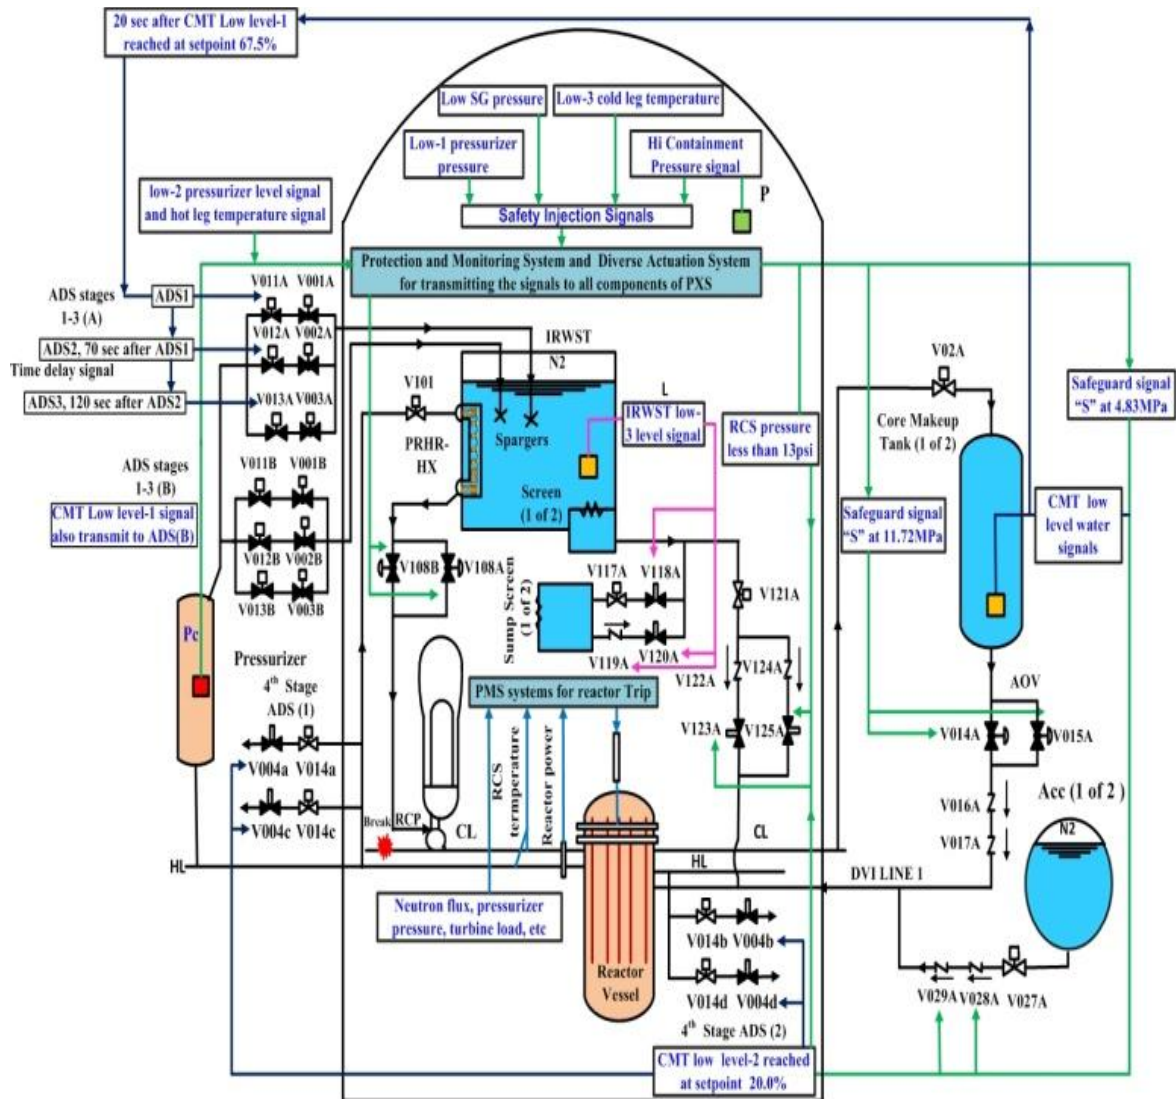 20 sec after CMT Low level-1
reached at setpoint 67.5%
Low SG pressure
Low-3 cold leg temperature
Low-1 pressurizer
pressure
Hi Containment
Pressure signal
P
low-2 pressurizer level signal
and hot leg temperature signal
Safety Injection Signals
Protection and Monitoring System and Diverse Actuation System
for transmitting the signals to all components of PXS
ADS stages
1-3 (A)
ADS1
ADS2, 70 sec after ADS1
Time delay signal
ADS3, 120 sec after ADS2
V011A
V001A
V012A
V002A
V013A
V003A
IRWST
N2
V101
PRHR-
HX
Spargers
L
IRWST low-
3 level signal
Screen
(1 of 2)
RCS pressure
less than 13psi
V02A
Core Makeup
Tank (1 of 2)
Safeguard signal
“S” at 4.83MPa
Safeguard signal
“S” at 11.72MPa
CMT low
level water
signals
ADS stages
1-3 (B)
CMT Low level-1 signal
also transmit to ADS(B)
V011B
V001B
V012B
V002B
V013B
V003B
V108B
V108A
Sump Screen
(1 of 2)
V117A
V118A
V119A
V120A
V121A
V122A
V124A
V123A
V125A
Pc
Pressurizer
4th Stage
ADS (1)
V004a
V014a
V004c
V014c
PMS systems for reactor Trip
RCS
termperature
Reactor power
AOV
V014A
V015A
V016A
V017A
Acc (1 of 2 )
N2
Break
RCP
CL
CL
HL
HL
DVI LINE 1
Neutron flux, pressurizer
pressure, turbine load, etc
Reactor
Vessel
V014b
V004b
V014d
V004d
4th Stage ADS (2)
V029A
V028A
V027A
CMT low level-2 reached
at setpoint 20.0%